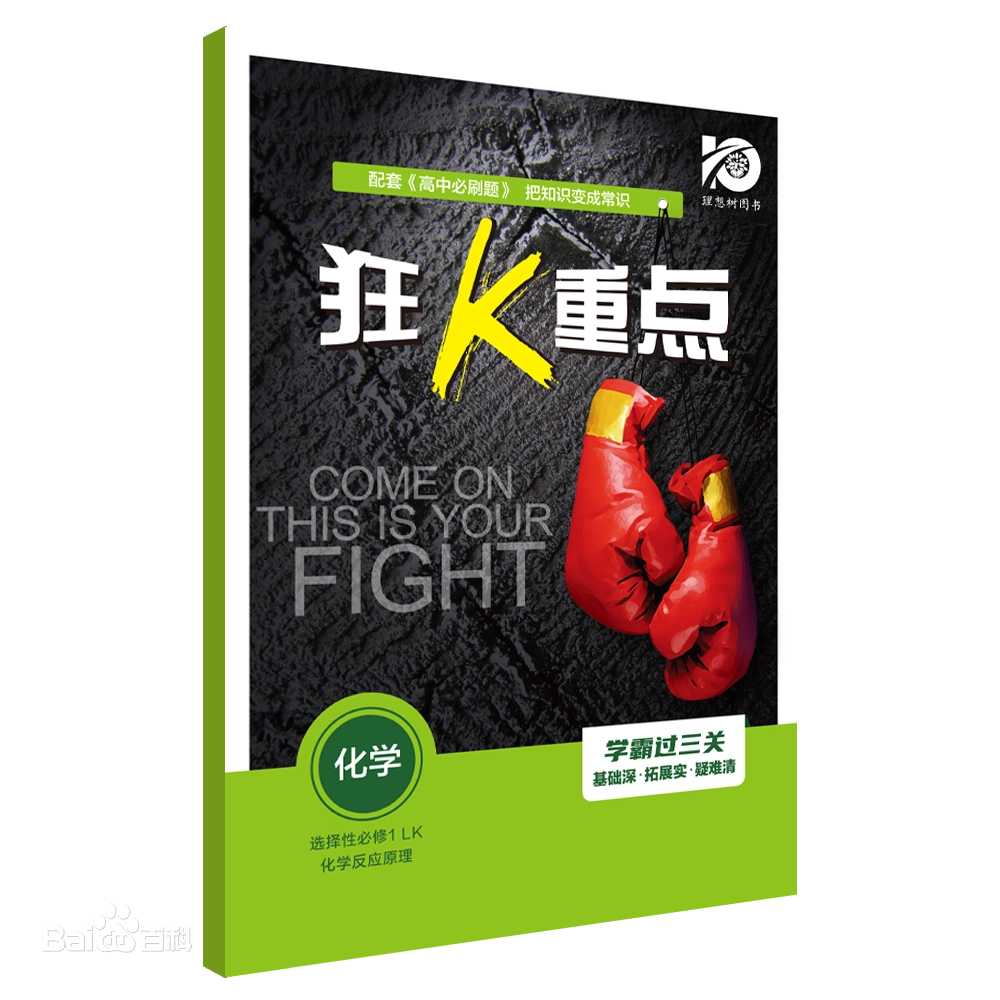 配套《高中必刷题》 把知识变成常识
理想树图书
狂K重点
COME ON
THIS IS YOUR
FIGHT
化学
学霸过三关
基础深·拓展实·疑难清
选择性必修1 LK
化学反应原理
Baidu百科